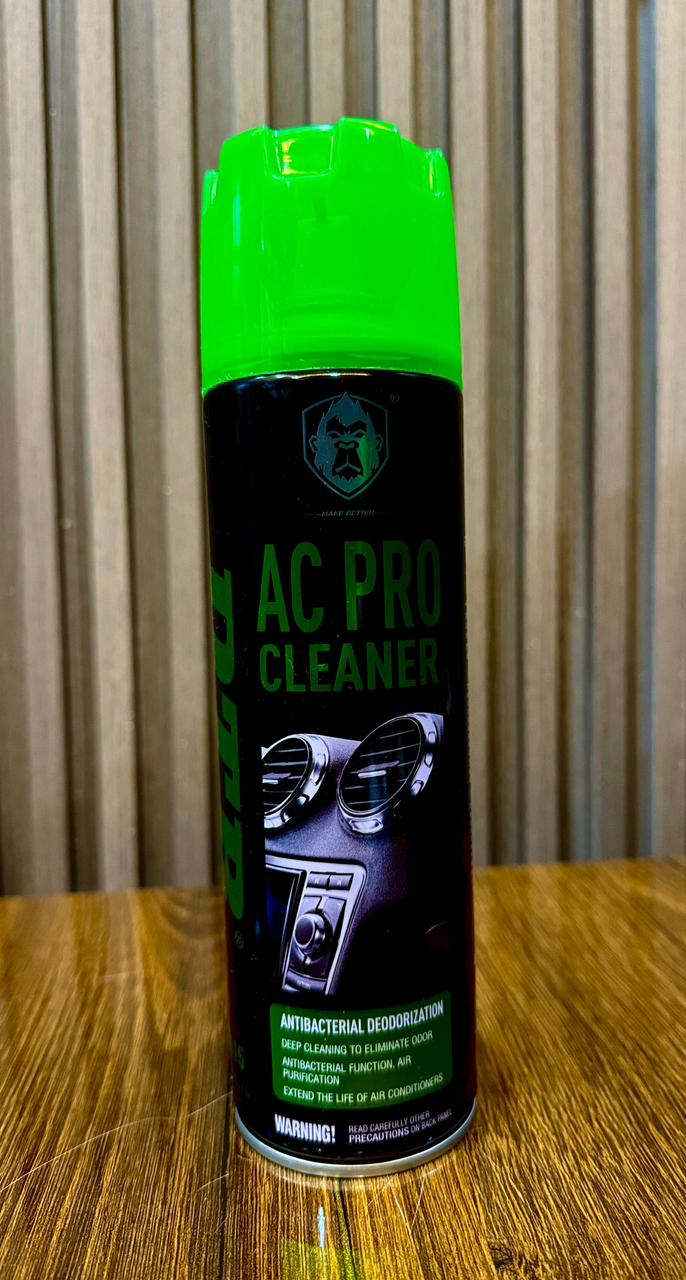 ®
MAKE BETTER
AC PRO
CLEANER
ANTIBACTERIAL DEODORIZATION
DEEP CLEANING TO ELIMINATE ODOR
ANTIBACTERIAL FUNCTION, AIR
PURIFICATION
EXTEND THE LIFE OF AIR CONDITIONERS
WARNING!
READ CAREFULLY OTHER
PRECAUTIONS ON BACK PANEL